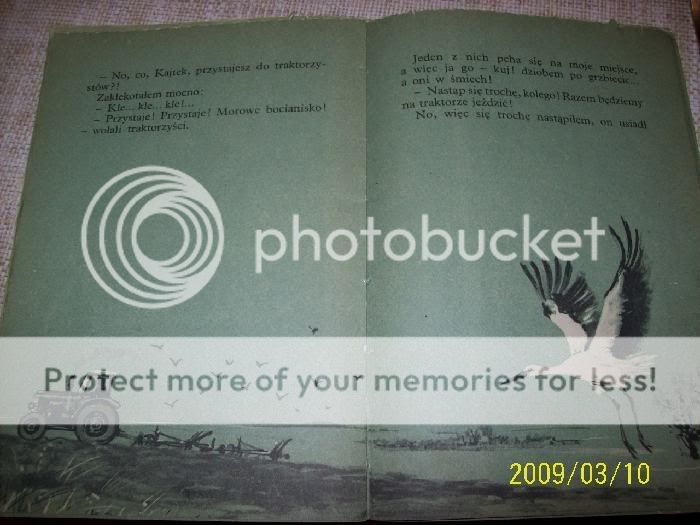 – No, co, Kajtek, przystajesz do traktorzy-
stów?!
Zaklekotałem mocno:
– Kle... kle... kle!...
– Przystaje! Przystaje! Morowe bocianisko!
– wołali traktorzyści.
Jeden z nich pcha się na moje miejsce,
a więc ja go – kuj! dziobem po grzbiecie...
a oni w śmiech!
– Nastąp się trochę, kolego! Razem będziemy
na traktorze jeździć!
No, więc się trochę nastąpiłem, on usiadł
photobucket
Protect more of your memories for less!
2009/03/10